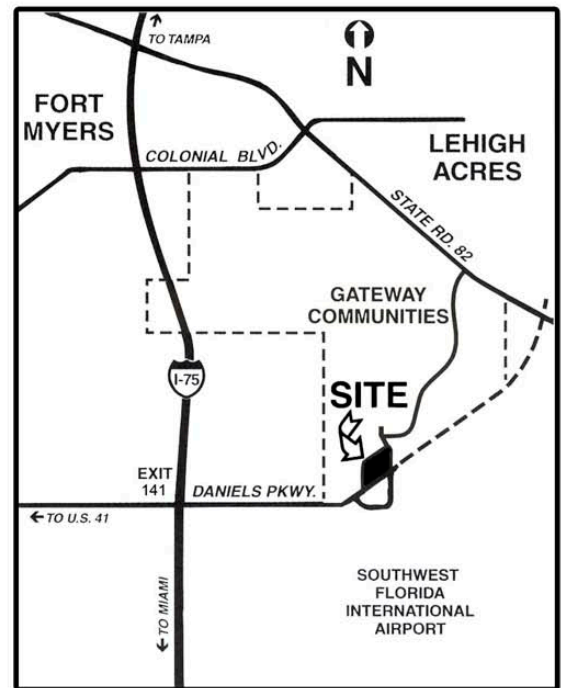 ← TO TAMPA
N
FORT
MYERS
COLONIAL BLVD.
LEHIGH
ACRES
STATE RD. 82
GATEWAY
COMMUNITIES
I-75
SITE
EXIT
141
DANIELS PKWY.
← TO U.S. 41
← TO MIAMI
SOUTHWEST
FLORIDA
INTERNATIONAL
AIRPORT